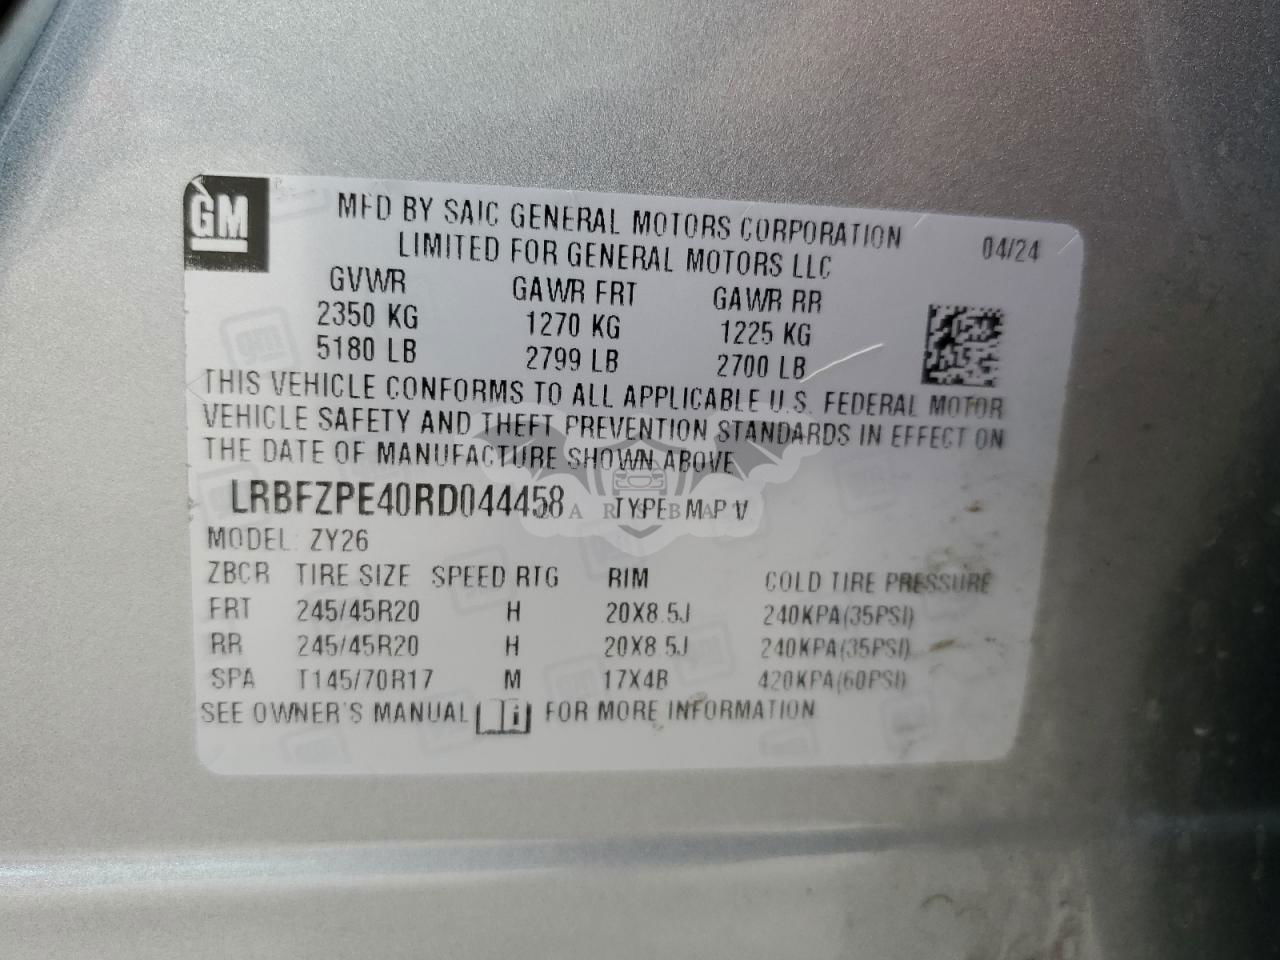 GM
MFD BY SAIC GENERAL MOTORS CORPORATION 04/24
LIMITED FOR GENERAL MOTORS LLC
GVWR GAWR FRT GAWR RR
2350 KG 1270 KG 1225 KG
5180 LB 2799 LB 2700 LB
THIS VEHICLE CONFORMS TO ALL APPLICABLE U.S. FEDERAL MOTOR
VEHICLE SAFETY AND THEFT PREVENTION STANDARDS IN EFFECT ON
THE DATE OF MANUFACTURE SHOWN ABOVE
LRBFZPE40RD044458 TYPE: M P V
MODEL: ZY26
ZBCR TIRE SIZE SPEED RTG RIM COLD TIRE PRESSURE
FRT 245/45R20 H 20X8.5J 240KPA(35PSI)
RR 245/45R20 H 20X8.5J 240KPA(35PSI)
SPA T145/70R17 M 17X4B 420KPA(60PSI)
SEE OWNER'S MANUAL i FOR MORE INFORMATION